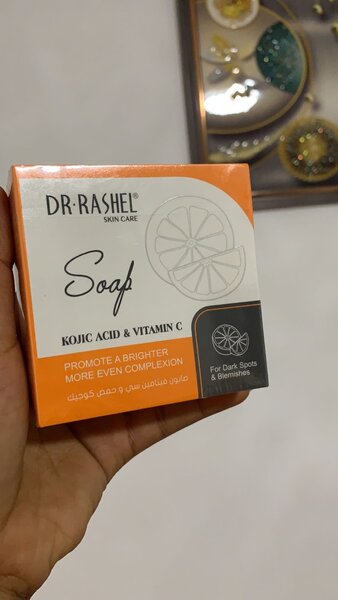 DR·RASHEL®
SKIN CARE
Soap
KOJIC ACID & VITAMIN C
PROMOTE A BRIGHTER
MORE EVEN COMPLEXION
صابون فيتامين سي و حمض كوجيك
For Dark Spots
& Blemishes